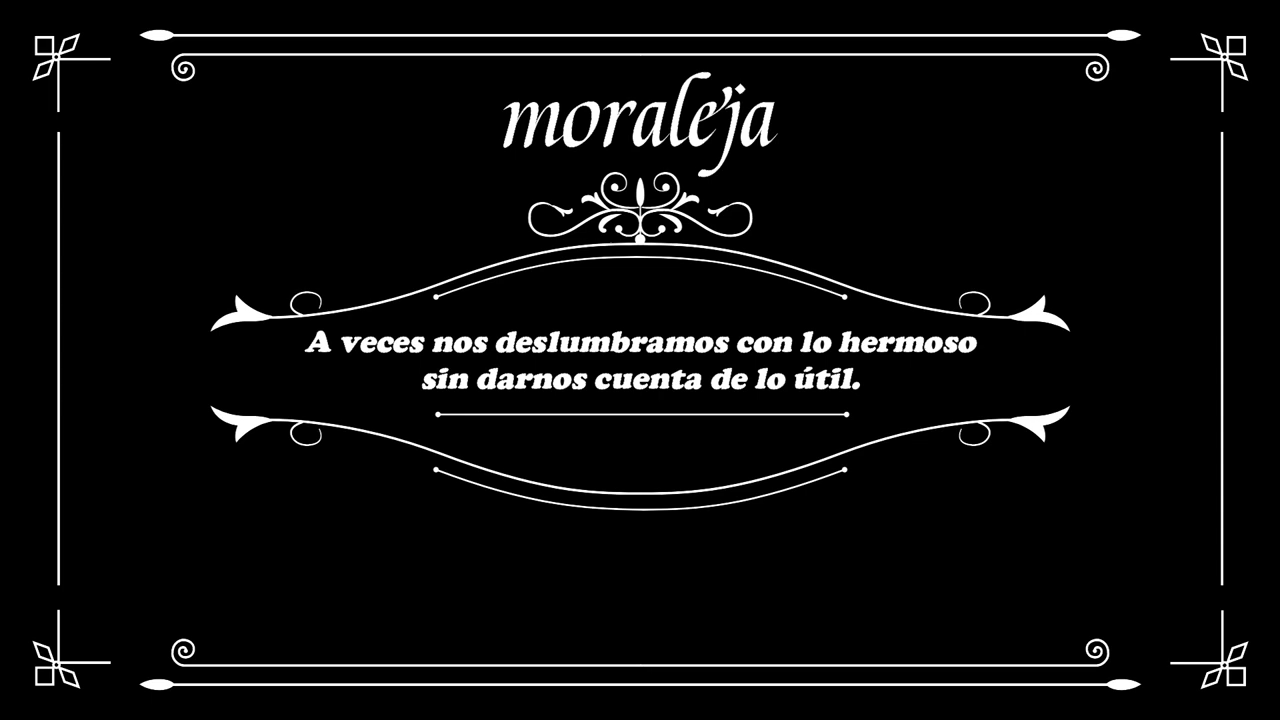 moraleja
A veces nos deslumbramos con lo hermoso
sin darnos cuenta de lo útil.